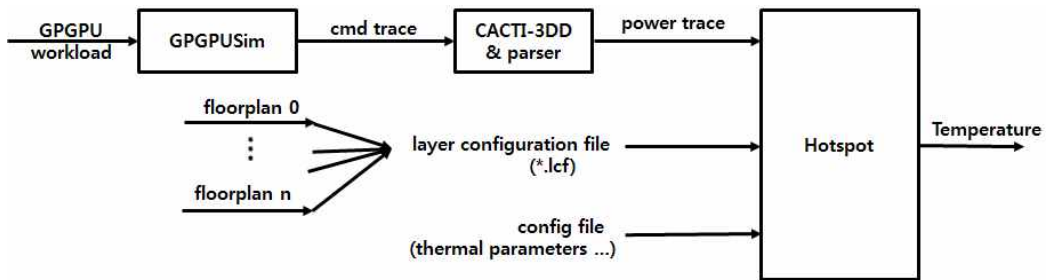 GPGPU
workload
GPGPUSim
cmd trace
CACTI-3DD
& parser
power trace
floorplan 0
floorplan n
layer configuration file
(*.lcf)
config file
(thermal parameters ...)
Hotspot
Temperature